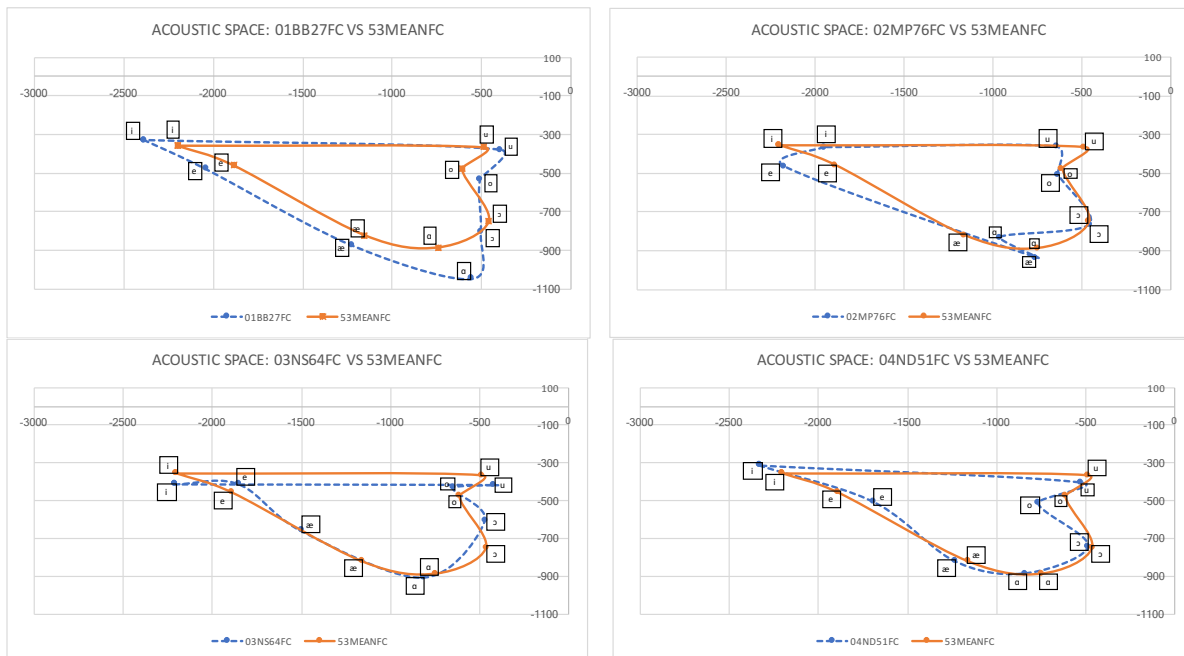 ACOUSTIC SPACE: 01BB27FC VS 53MEANFC
100
-3000 -2500 -2000 -1500 -1000 -500 0
-100
i i u u -300
e e o o -500
æ æ ɑ ɔ ɔ -700
ɑ -900
-1100
01BB27FC 53MEANFC
ACOUSTIC SPACE: 02MP76FC VS 53MEANFC
100
-3000 -2500 -2000 -1500 -1000 -500 0
-100
i i u u -300
e e o o -500
ɑ ɔ ɔ -700
æ ɑ æ -900
-1100
02MP76FC 53MEANFC
ACOUSTIC SPACE: 03NS64FC VS 53MEANFC
100
-3000 -2500 -2000 -1500 -1000 -500 0
-100
i u -300
i e e o o u -500
æ ɔ -700
æ ɑ ɑ ɔ -900
-1100
03NS64FC 53MEANFC
ACOUSTIC SPACE: 04ND51FC VS 53MEANFC
100
-3000 -2500 -2000 -1500 -1000 -500 0
-100
i i u -300
e e o o u -500
æ æ ɔ ɔ -700
ɑ ɑ -900
-1100
04ND51FC 53MEANFC